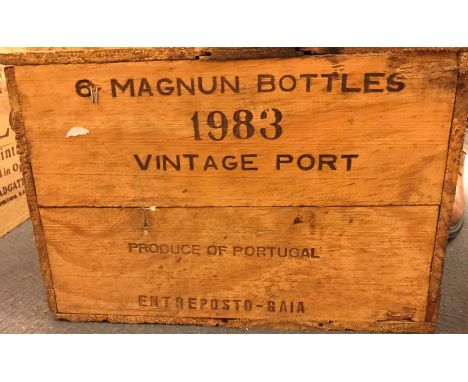 6 MAGNUN BOTTLES
1983
VINTAGE PORT
PRODUCE OF PORTUGAL
ENTREPOSTO-GAIA